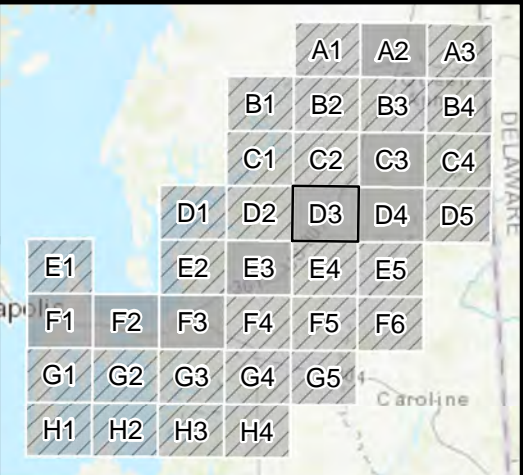 A1 A2 A3
B1 B2 B3 B4
DELAWARE
C1 C2 C3 C4
D1 D2 D3 D4 D5
E1 E2 E3 E4 E5
apolis
F1 F2 F3 F4 F5 F6
G1 G2 G3 G4 G5
Caroline
H1 H2 H3 H4